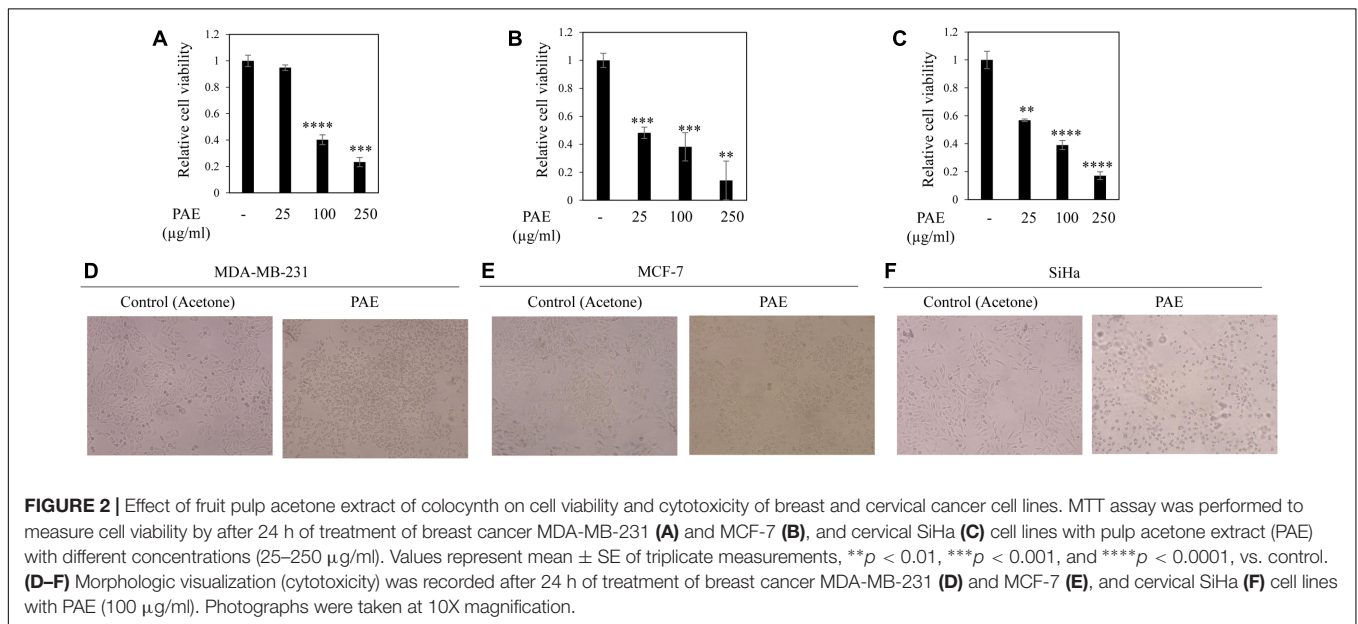 A
1.2
1
0.8
0.6
0.4
0.2
0
Relative cell viability
****
***
PAE - 25 100 250
(µg/ml)
B
1.2
1
0.8
0.6
0.4
0.2
0
Relative cell viability
***
***
**
PAE - 25 100 250
(µg/ml)
C
1.2
1
0.8
0.6
0.4
0.2
0
Relative cell viability
**
****
****
PAE - 25 100 250
(µg/ml)
D MDA-MB-231
Control (Acetone) PAE
E MCF-7
Control (Acetone) PAE
F SiHa
Control (Acetone) PAE
FIGURE 2 | Effect of fruit pulp acetone extract of colocynth on cell viability and cytotoxicity of breast and cervical cancer cell lines. MTT assay was performed to
measure cell viability by after 24 h of treatment of breast cancer MDA-MB-231 (A) and MCF-7 (B), and cervical SiHa (C) cell lines with pulp acetone extract (PAE)
with different concentrations (25–250 µg/ml). Values represent mean ± SE of triplicate measurements, **p < 0.01, ***p < 0.001, and ****p < 0.0001, vs. control.
(D–F) Morphologic visualization (cytotoxicity) was recorded after 24 h of treatment of breast cancer MDA-MB-231 (D) and MCF-7 (E), and cervical SiHa (F) cell lines
with PAE (100 µg/ml). Photographs were taken at 10X magnification.